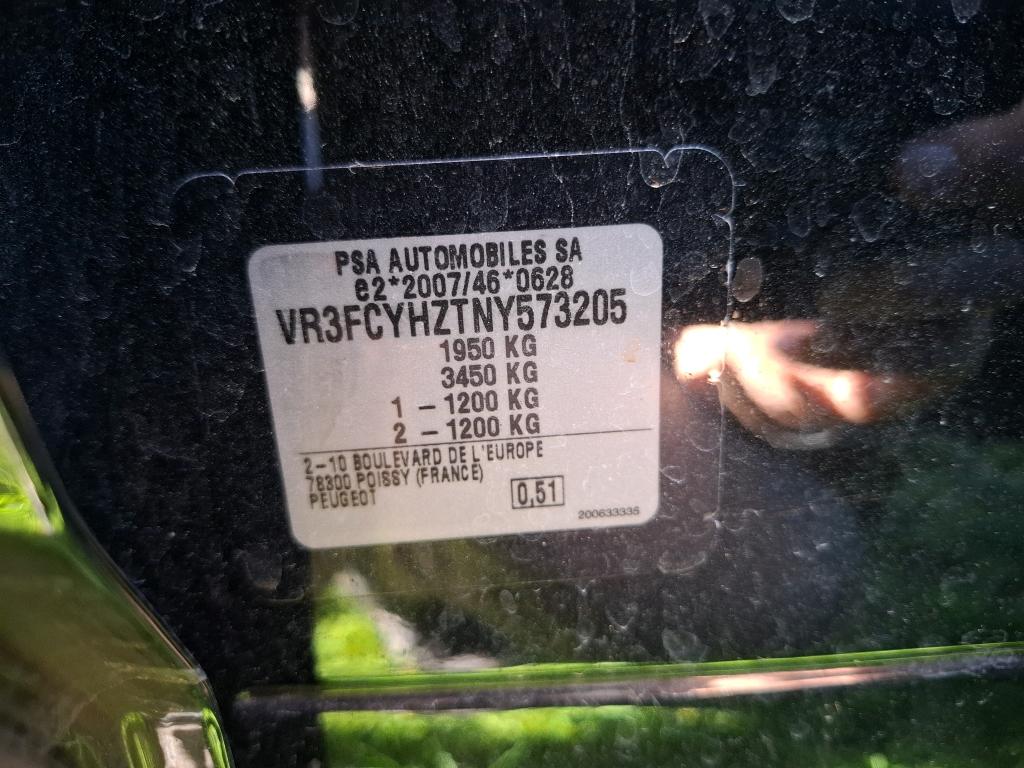 PSA AUTOMOBILES SA
e2*2007/46*0628
VR3FCYHZTNY573205
1950 KG
3450 KG
1 – 1200 KG
2 – 1200 KG
2–10 BOULEVARD DE L'EUROPE
78300 POISSY (FRANCE)
PEUGEOT
0,51
200633335